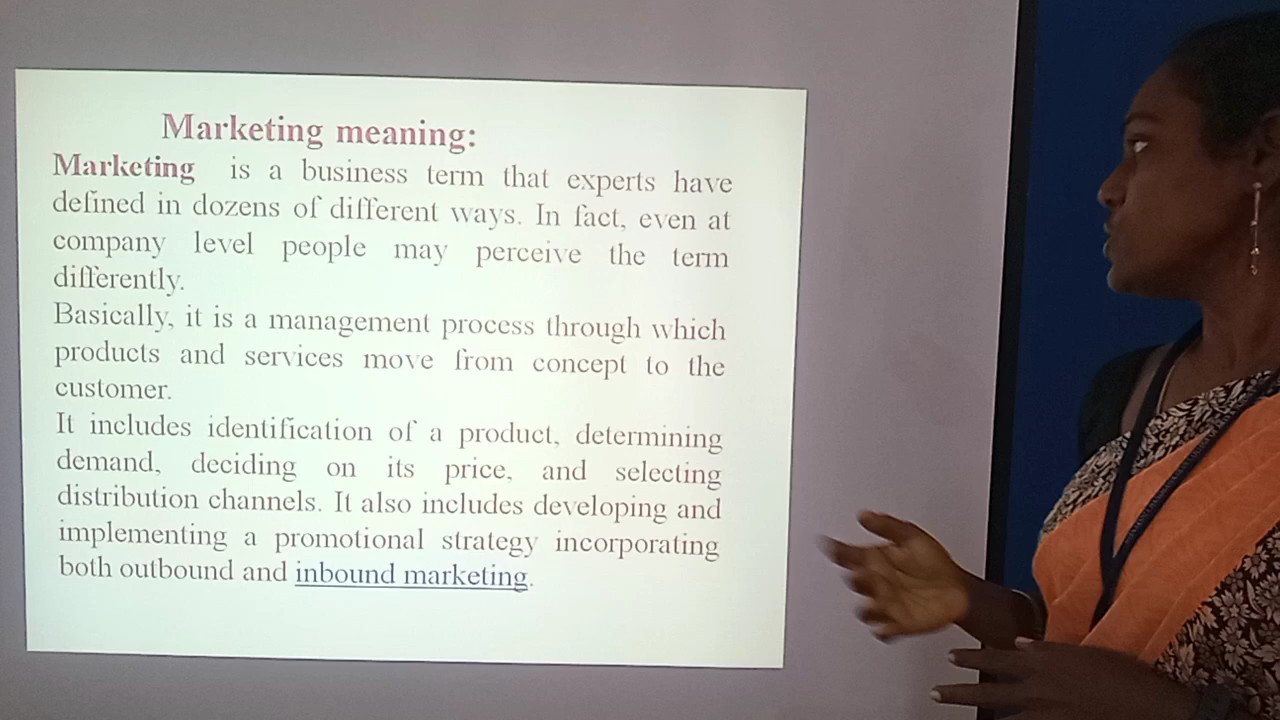 Marketing meaning:
Marketing is a business term that experts have
defined in dozens of different ways. In fact, even at
company level people may perceive the term
differently.
Basically, it is a management process through which
products and services move from concept to the
customer.
It includes identification of a product, determining
demand, deciding on its price, and selecting
distribution channels. It also includes developing and
implementing a promotional strategy incorporating
both outbound and inbound marketing.